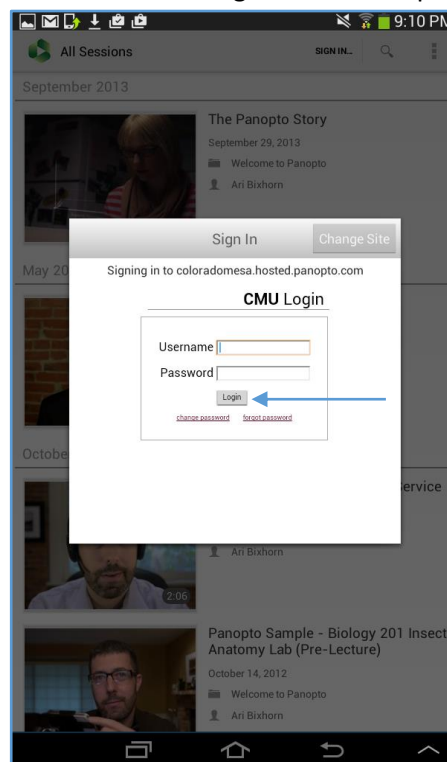 9:10 PM
All Sessions
SIGN IN...
September 2013
The Panopto Story
September 29, 2013
Welcome to Panopto
Ari Bixhorn
Sign In
Change Site
May 20
Signing in to coloradomesa.hosted.panopto.com
CMU Login
Username
Password
Login
change password forgot password
Octobe
Service
Ari Bixhorn
2:06
Panopto Sample - Biology 201 Insect
Anatomy Lab (Pre-Lecture)
October 14, 2012
Welcome to Panopto
Ari Bixhorn